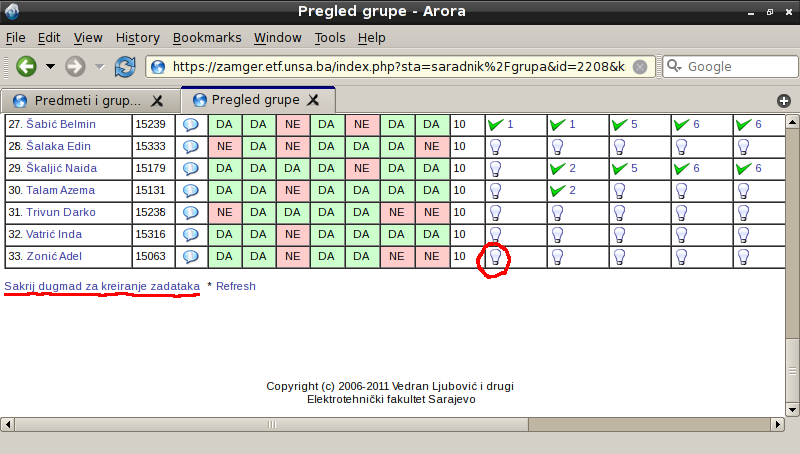 Pregled grupe - Arora
File Edit View History Bookmarks Window Tools Help
https://zamger.etf.unsa.ba/index.php?sta=saradnik%2Fgrupa&id=2208&k Google
Predmeti i grup... Pregled grupe
27. Šabić Belmin 15239 DA DA NE DA NE DA DA 10 1 1 5 6 6
28. Šalaka Edin 15333 NE DA NE DA DA DA NE 10
29. Škaljić Naida 15179 DA DA DA DA NE DA DA 10 2 5 6 6
30. Talam Azema 15131 DA DA NE DA DA DA DA 10 2
31. Trivun Darko 15238 NE DA DA DA DA NE NE 10
32. Vatrić Inda 15316 DA DA NE NE DA DA DA 10
33. Zonić Adel 15063 DA DA NE DA DA NE NE 10
Sakrij dugmad za kreiranje zadataka * Refresh
Copyright (c) 2006-2011 Vedran Ljubović i drugi
Elektrotehnički fakultet Sarajevo